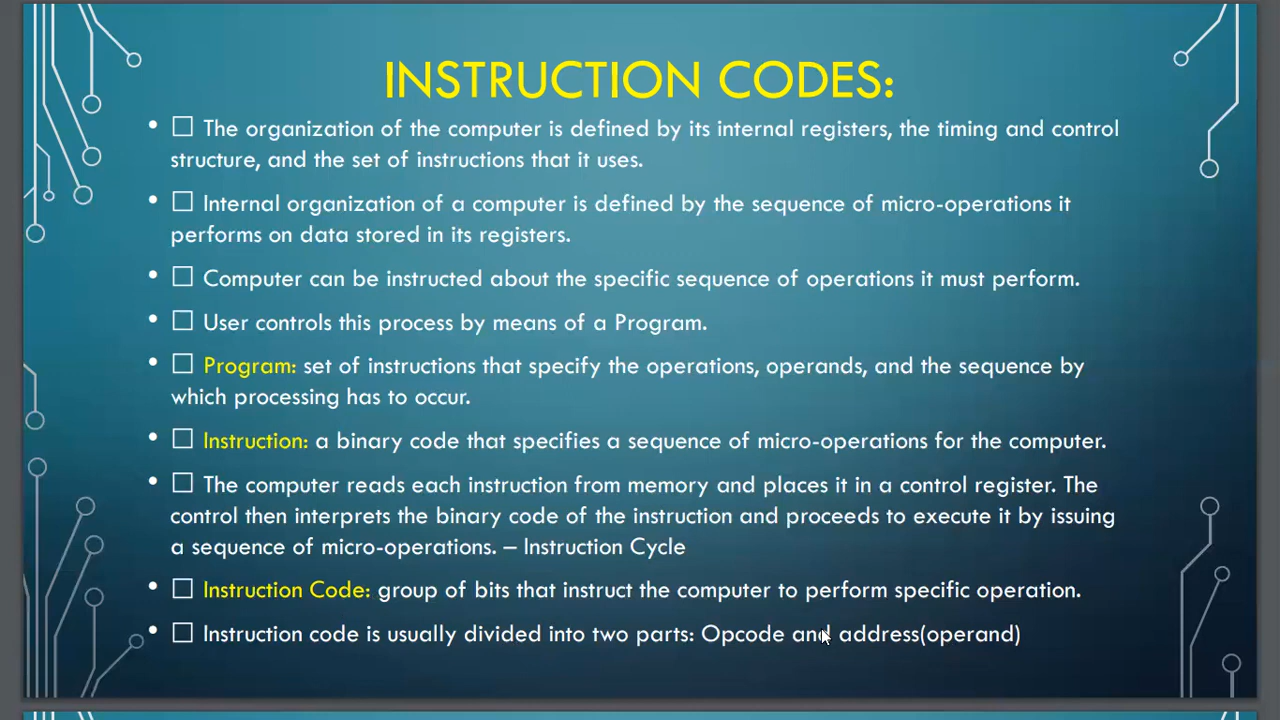 INSTRUCTION CODES:
• ☐ The organization of the computer is defined by its internal registers, the timing and control
structure, and the set of instructions that it uses.
• ☐ Internal organization of a computer is defined by the sequence of micro-operations it
performs on data stored in its registers.
• ☐ Computer can be instructed about the specific sequence of operations it must perform.
• ☐ User controls this process by means of a Program.
• ☐ Program: set of instructions that specify the operations, operands, and the sequence by
which processing has to occur.
• ☐ Instruction: a binary code that specifies a sequence of micro-operations for the computer.
• ☐ The computer reads each instruction from memory and places it in a control register. The
control then interprets the binary code of the instruction and proceeds to execute it by issuing
a sequence of micro-operations. – Instruction Cycle
• ☐ Instruction Code: group of bits that instruct the computer to perform specific operation.
• ☐ Instruction code is usually divided into two parts: Opcode and address(operand)